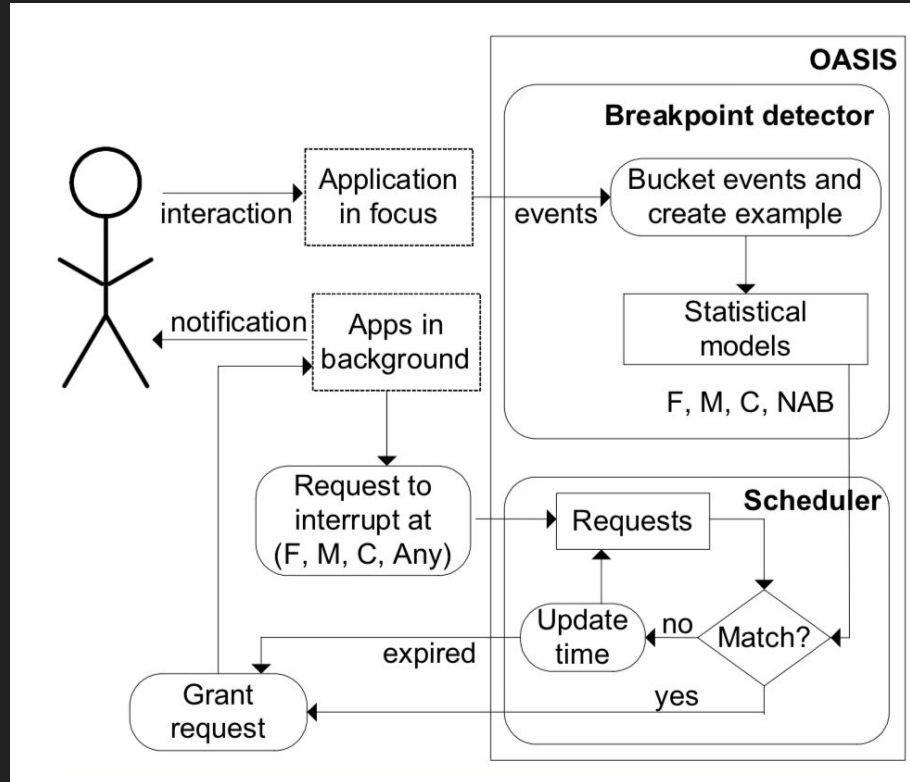 OASIS
Breakpoint detector
Application
in focus
interaction
events
Bucket events and
create example
notification
Apps in
background
Statistical
models
F, M, C, NAB
Request to
interrupt at
(F, M, C, Any)
Scheduler
Requests
Update
time
no
Match?
expired
yes
Grant
request